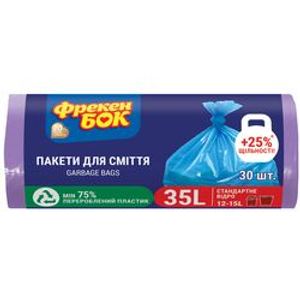 Фрекен
БОК
+25%
ЩІЛЬНОСТІ
ПАКЕТИ ДЛЯ СМІТТЯ
GARBAGE BAGS
30 шт.
MIN 75%
ПЕРЕРОБЛЕНИЙ ПЛАСТИК
35L
СТАНДАРТНЕ
ВІДРО
12-15L